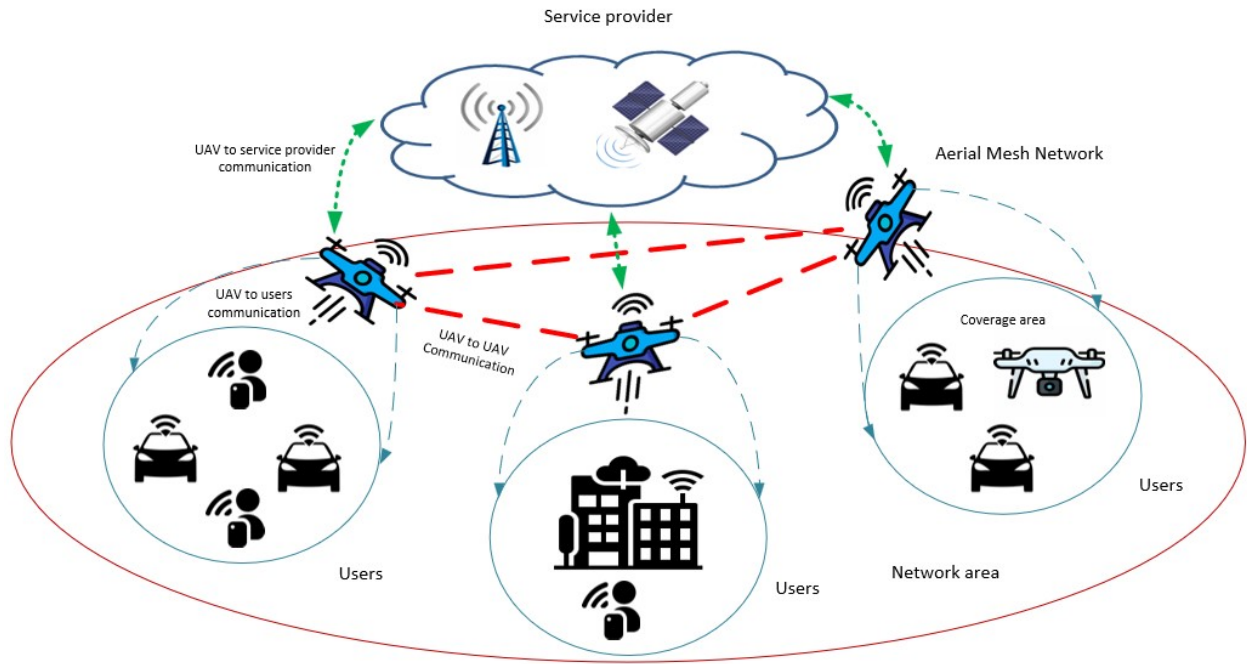 Service provider
UAV to service provider
communication
Aerial Mesh Network
UAV to users
communication
UAV to UAV
Communication
Coverage area
Users
Users
Users
Network area